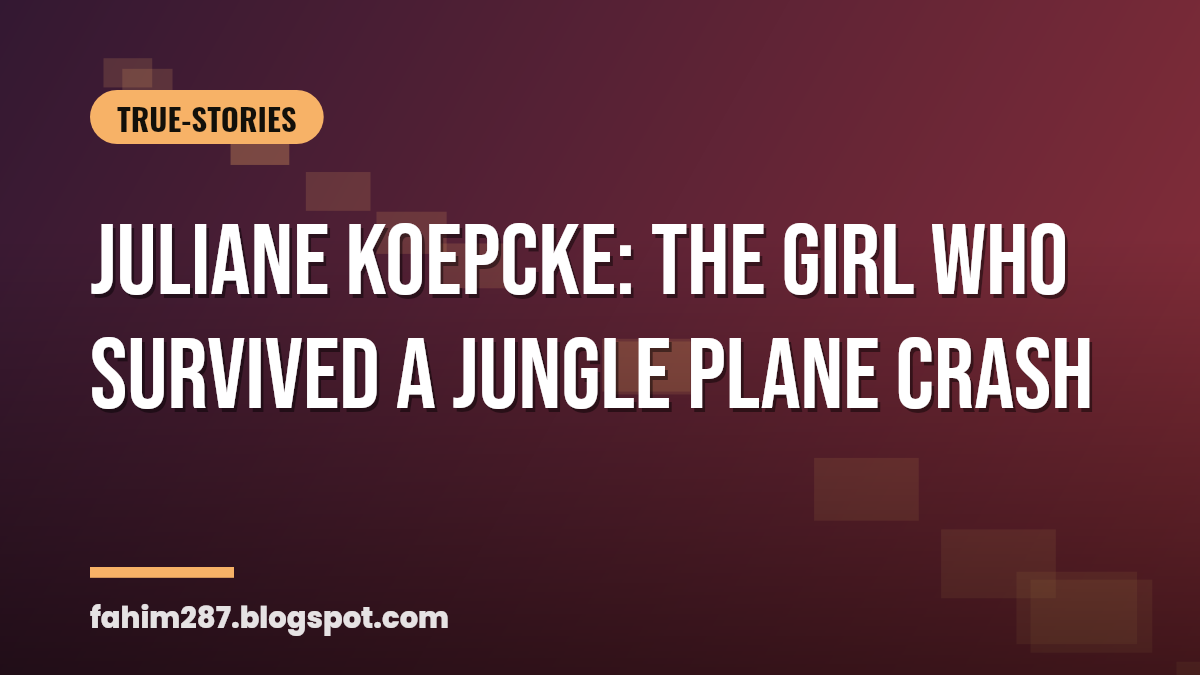 TRUE-STORIES
JULIANE KOEPCKE: THE GIRL WHO
SURVIVED A JUNGLE PLANE CRASH
fahim287.blogspot.com